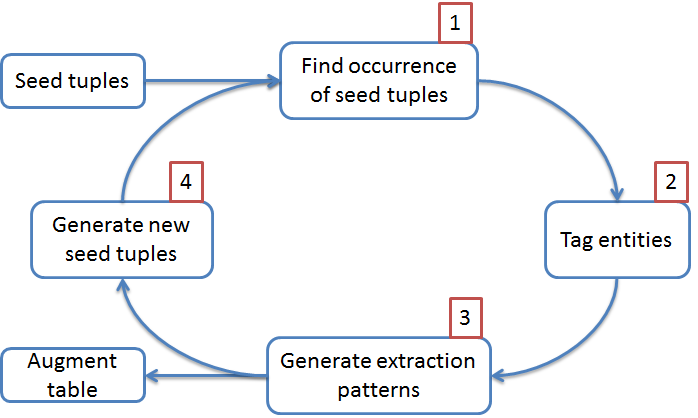 1
Seed tuples
Find occurrence
of seed tuples
4
2
Generate new
seed tuples
Tag entities
3
Augment
table
Generate extraction
patterns